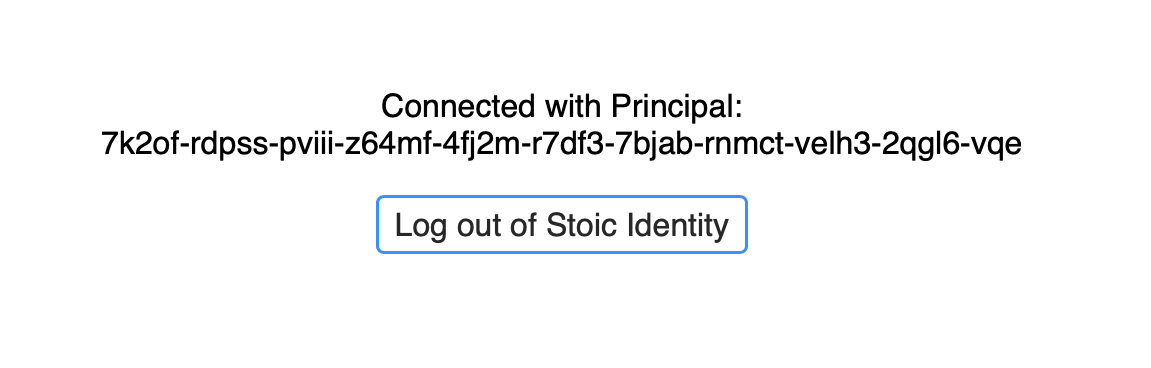 Connected with Principal:
7k2of-rdpss-pviii-z64mf-4fj2m-r7df3-7bjab-rnmct-velh3-2qgl6-vqe
Log out of Stoic Identity